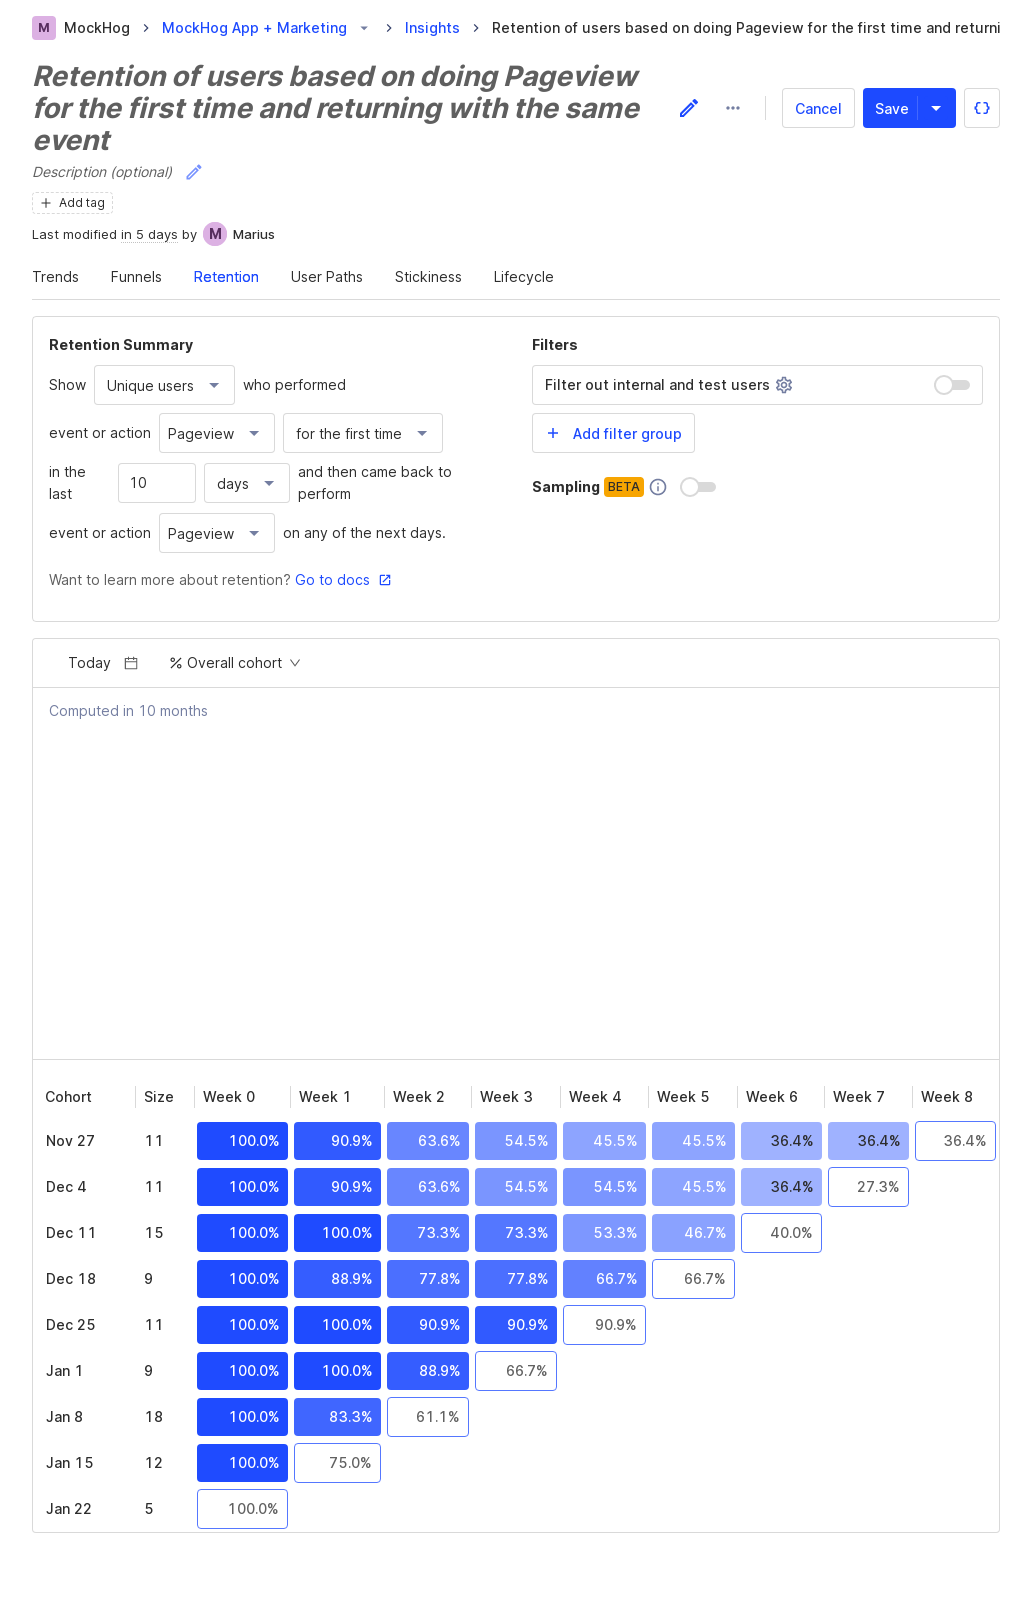 M MockHog > MockHog App + Marketing > Insights > Retention of users based on doing Pageview for the first time and returni
Retention of users based on doing Pageview
for the first time and returning with the same
event
Cancel Save
Description (optional)
Add tag
Last modified in 5 days by M Marius
Trends Funnels Retention User Paths Stickiness Lifecycle
Retention Summary
Show Unique users who performed
event or action Pageview for the first time
in the last 10 days and then came back to perform
event or action Pageview on any of the next days.
Want to learn more about retention? Go to docs
Filters
Filter out internal and test users
+ Add filter group
Sampling BETA
Today % Overall cohort
Computed in 10 months
Cohort Size Week 0 Week 1 Week 2 Week 3 Week 4 Week 5 Week 6 Week 7 Week 8
Nov 27 11 100.0% 90.9% 63.6% 54.5% 45.5% 45.5% 36.4% 36.4% 36.4%
Dec 4 11 100.0% 90.9% 63.6% 54.5% 54.5% 45.5% 36.4% 27.3%
Dec 11 15 100.0% 100.0% 73.3% 73.3% 53.3% 46.7% 40.0%
Dec 18 9 100.0% 88.9% 77.8% 77.8% 66.7% 66.7%
Dec 25 11 100.0% 100.0% 90.9% 90.9% 90.9%
Jan 1 9 100.0% 100.0% 88.9% 66.7%
Jan 8 18 100.0% 83.3% 61.1%
Jan 15 12 100.0% 75.0%
Jan 22 5 100.0%